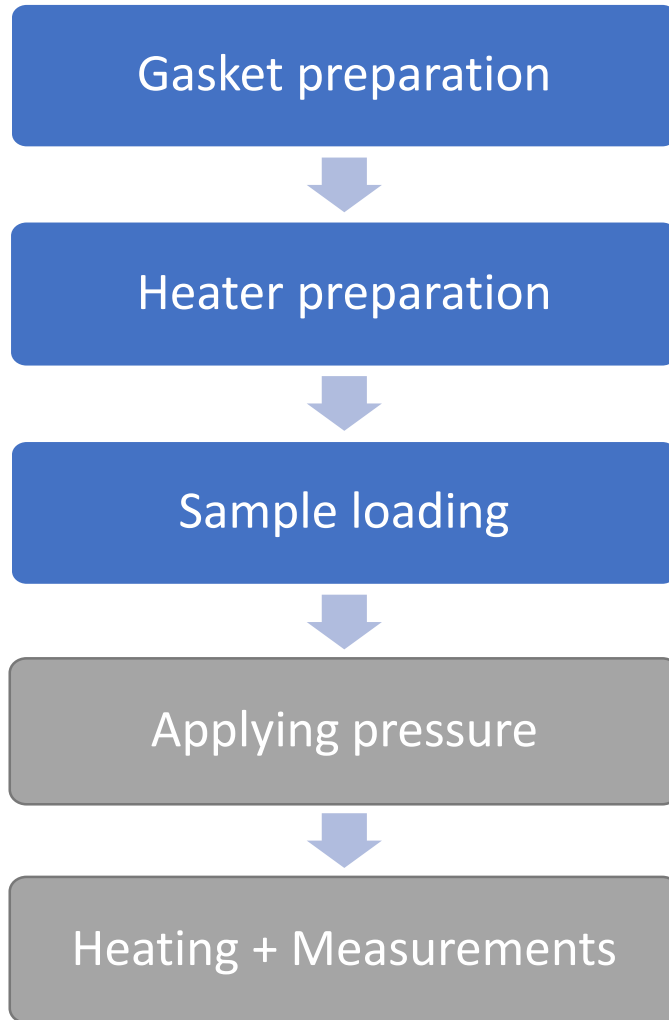 Gasket preparation
Heater preparation
Sample loading
Applying pressure
Heating + Measurements